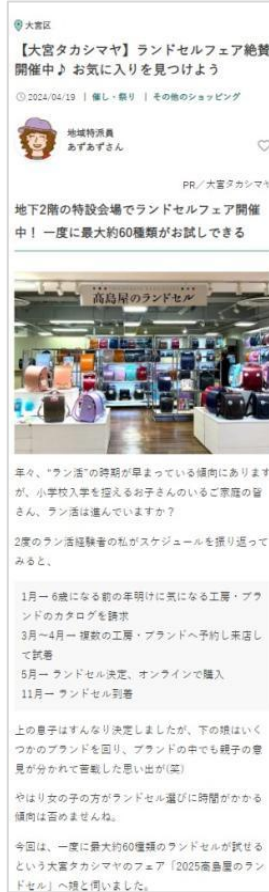 大宮区
【大宮タカシマヤ】ランドセルフェア絶賛
開催中♪ お気に入りを見つけよう
2024/04/19 | 催し・祭り | その他のショッピング
地域特派員
あずあずさん
PR／大宮タカシマヤ
地下2階の特設会場でランドセルフェア開催
中！ 一度に最大約60種類がお試しできる
高島屋のランドセル
年々、“ラン活”の時期が早まっている傾向にあります
が、小学校入学を控えるお子さんのいるご家庭の皆
さん、ラン活は進んでいますか？
2度のラン活経験者の私がスケジュールを振り返って
みると、
1月ー 6歳になる前の年明けに気になる工房・ブラ
ンドのカタログを請求
3月～4月ー 複数の工房・ブランドへ予約し来店し
て試着
5月ー ランドセル決定、オンラインで購入
11月ー ランドセル到着
上の息子はすんなり決定しましたが、下の娘はいく
つかのブランドを回り、ブランドの中でも親子の意
見が分かれて苦戦した思い出が(笑)
やはり女の子の方がランドセル選びに時間がかかる
傾向は否めませんね。
今回は、一度に最大約60種類のランドセルが試せる
という大宮タカシマヤのフェア「2025高島屋のラン
ドセル」へ娘と伺いました。